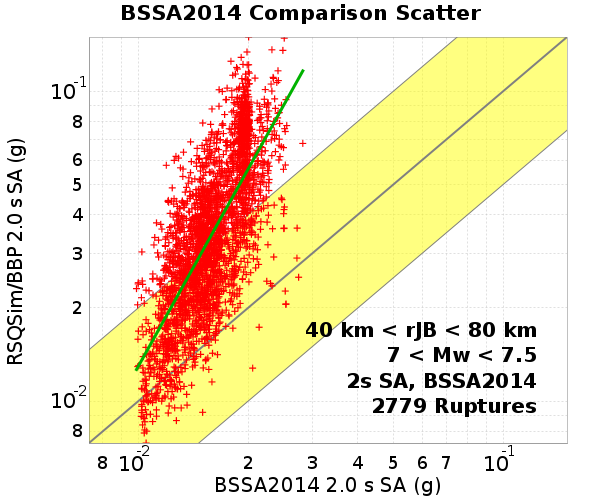 BSSA2014 Comparison Scatter
RSQSim/BBP 2.0 s SA (g)
10-1
8
6
5
4
3
2
10-2
8
40 km < rJB < 80 km
7 < Mw < 7.5
2s SA, BSSA2014
2779 Ruptures
8 10-2 2 3 4 5 6 7 10-1
BSSA2014 2.0 s SA (g)